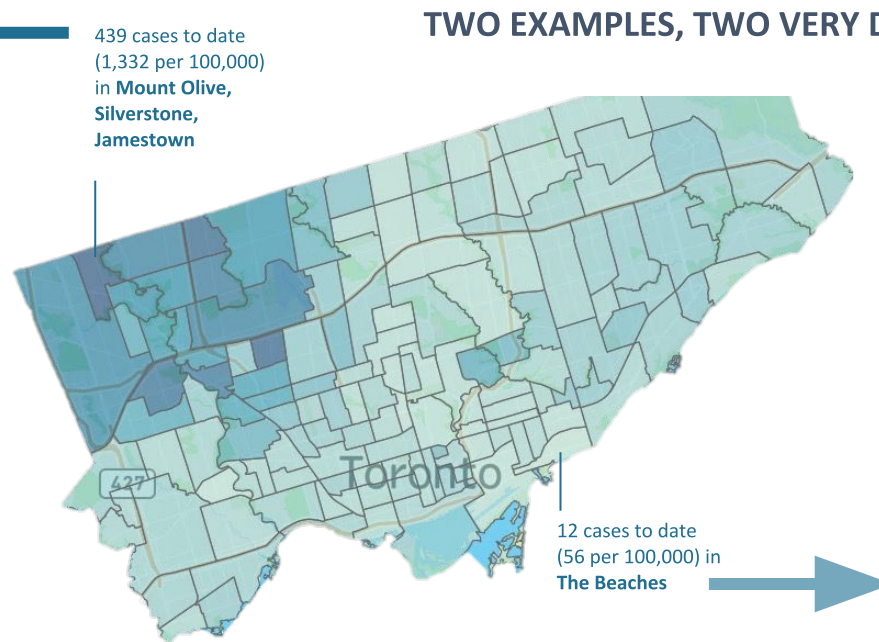 TWO EXAMPLES, TWO VERY D
439 cases to date
(1,332 per 100,000)
in Mount Olive,
Silverstone,
Jamestown
427
Toronto
12 cases to date
(56 per 100,000) in
The Beaches